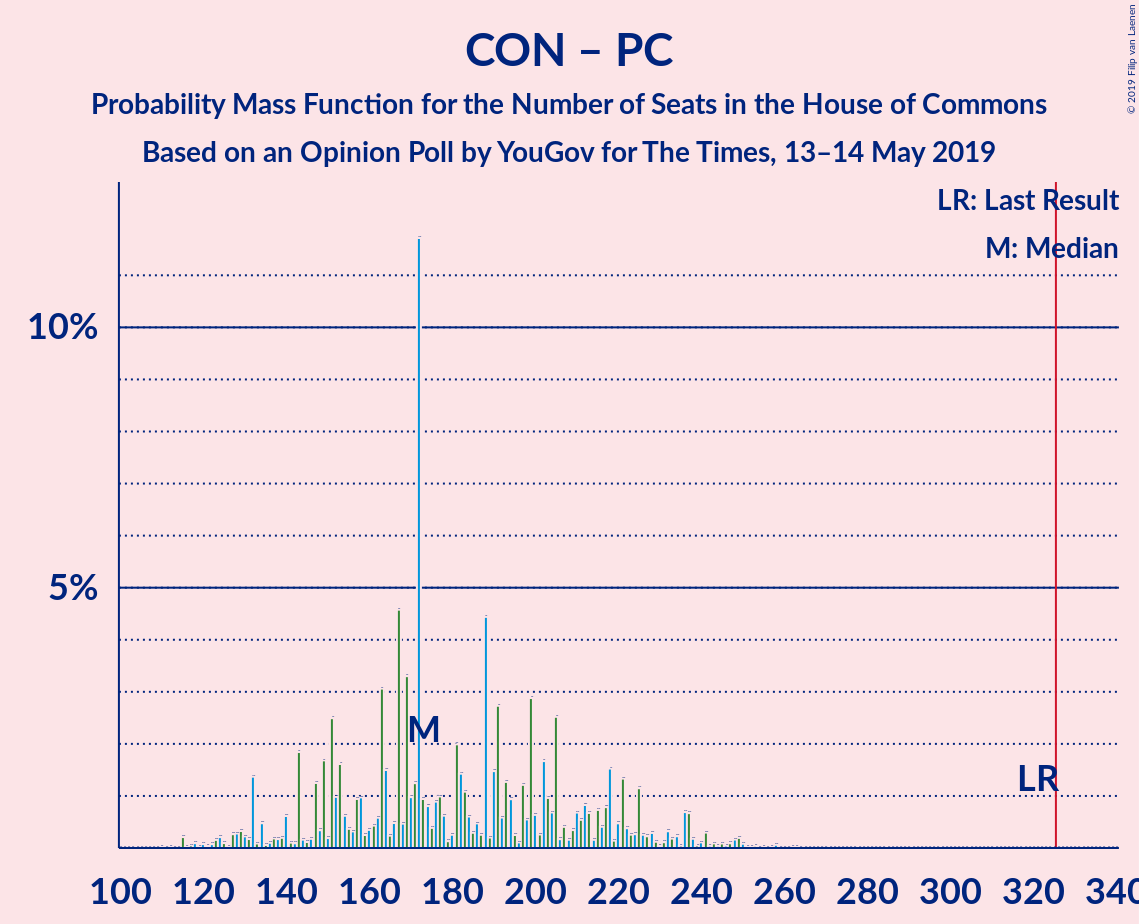 CON – PC
Probability Mass Function for the Number of Seats in the House of Commons
Based on an Opinion Poll by YouGov for The Times, 13–14 May 2019
© 2019 Filip van Laenen
LR: Last Result
M: Median
10%
5%
M
LR
100 120 140 160 180 200 220 240 260 280 300 320 340